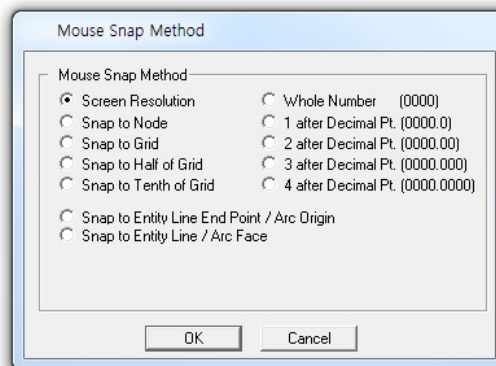 Mouse Snap Method
Mouse Snap Method
Screen Resolution
Snap to Node
Snap to Grid
Snap to Half of Grid
Snap to Tenth of Grid
Whole Number (0000)
1 after Decimal Pt. (0000.0)
2 after Decimal Pt. (0000.00)
3 after Decimal Pt. (0000.000)
4 after Decimal Pt. (0000.0000)
Snap to Entity Line End Point / Arc Origin
Snap to Entity Line / Arc Face
OK
Cancel